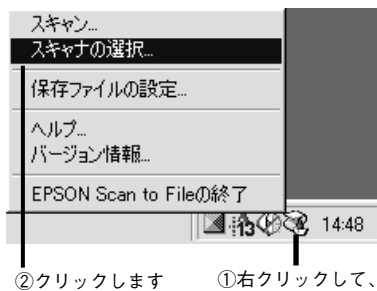 スキャン...
スキャナの選択...
保存ファイルの設定...
ヘルプ...
バージョン情報...
EPSON Scan to Fileの終了
13 14:48
②クリックします ①右クリックして、